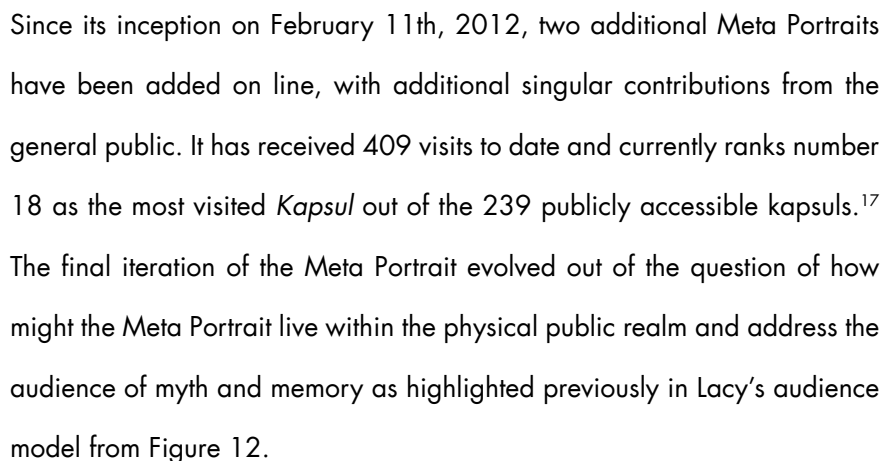 Since its inception on February 11th, 2012, two additional Meta Portraits
have been added on line, with additional singular contributions from the
general public. It has received 409 visits to date and currently ranks number
18 as the most visited Kapsul out of the 239 publicly accessible kapsuls.17
The final iteration of the Meta Portrait evolved out of the question of how
might the Meta Portrait live within the physical public realm and address the
audience of myth and memory as highlighted previously in Lacy’s audience
model from Figure 12.